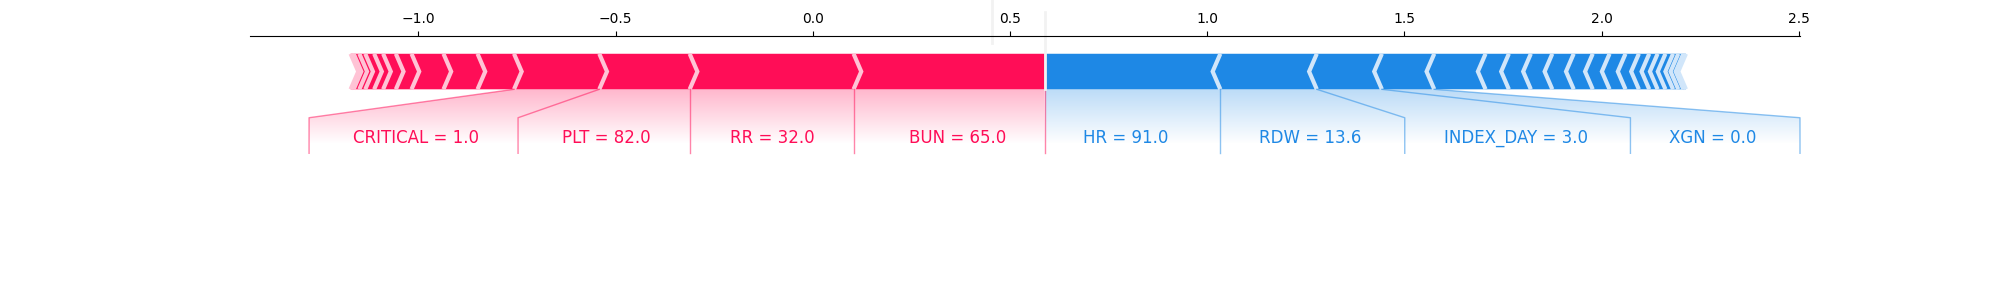 −1.0 −0.5 0.0 0.5 1.0 1.5 2.0 2.5
CRITICAL = 1.0 PLT = 82.0 RR = 32.0 BUN = 65.0 HR = 91.0 RDW = 13.6 INDEX_DAY = 3.0 XGN = 0.0